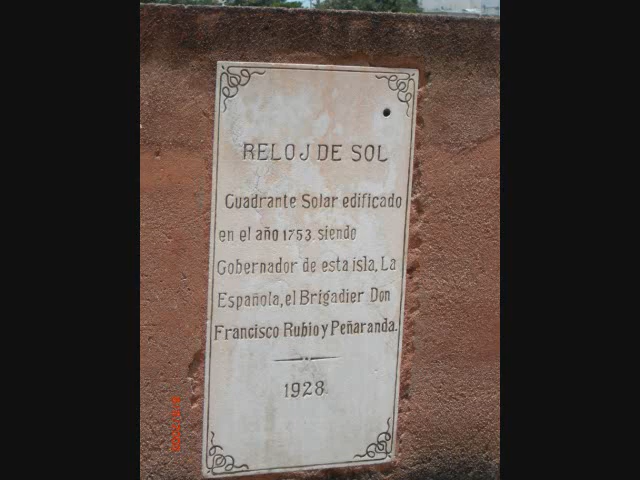 RELOJ DE SOL
Cuadrante Solar edificado
en el año 1753. siendo
Gobernador de esta isla, La
Española, el Brigadier Don
Francisco Rubio y Peñaranda.
1928.